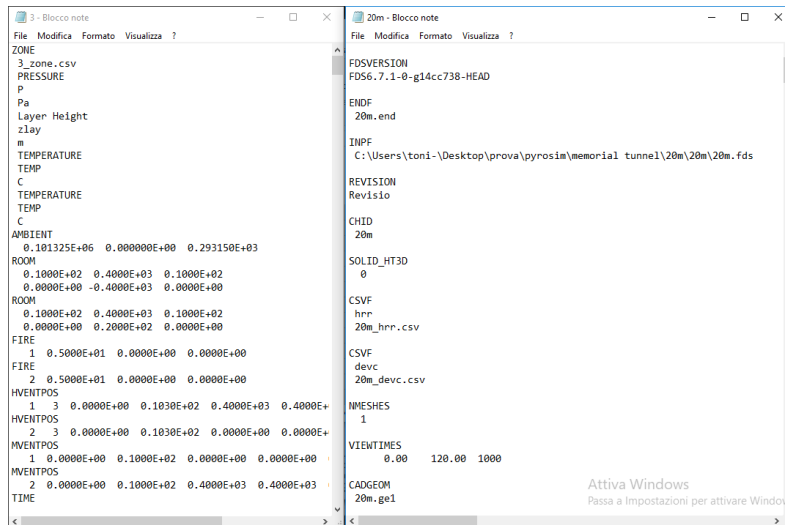 3 - Blocco note
File Modifica Formato Visualizza ?
ZONE
3_zone.csv
PRESSURE
P
Pa
Layer Height
zlay
m
TEMPERATURE
TEMP
C
TEMPERATURE
TEMP
C
AMBIENT
0.101325E+06 0.000000E+00 0.293150E+03
ROOM
0.1000E+02 0.4000E+03 0.1000E+02
0.0000E+00 -0.4000E+03 0.0000E+00
ROOM
0.1000E+02 0.4000E+03 0.1000E+02
0.0000E+00 0.2000E+02 0.0000E+00
FIRE
1 0.5000E+01 0.0000E+00 0.0000E+00
FIRE
2 0.5000E+01 0.0000E+00 0.0000E+00
HVENTPOS
1 3 0.0000E+00 0.1030E+02 0.4000E+03 0.4000E+
HVENTPOS
2 3 0.0000E+00 0.1030E+02 0.0000E+00 0.0000E+
MVENTPOS
1 0.0000E+00 0.1000E+02 0.0000E+00 0.0000E+00
MVENTPOS
2 0.0000E+00 0.1000E+02 0.4000E+03 0.4000E+03
TIME
20m - Blocco note
File Modifica Formato Visualizza ?
FDSVERSION
FDS6.7.1-0-g14cc738-HEAD
ENDF
20m.end
INPF
C:\Users\toni-\Desktop\prova\pyrosim\memorial tunnel\20m\20m\20m.fds
REVISION
Revisio
CHID
20m
SOLID_HT3D
0
CSVF
hrr
20m_hrr.csv
CSVF
devc
20m_devc.csv
NMESHES
1
VIEWTIMES
0.00 120.00 1000
CADGEOM
20m.ge1
Attiva Windows
Passa a Impostazioni per attivare Window